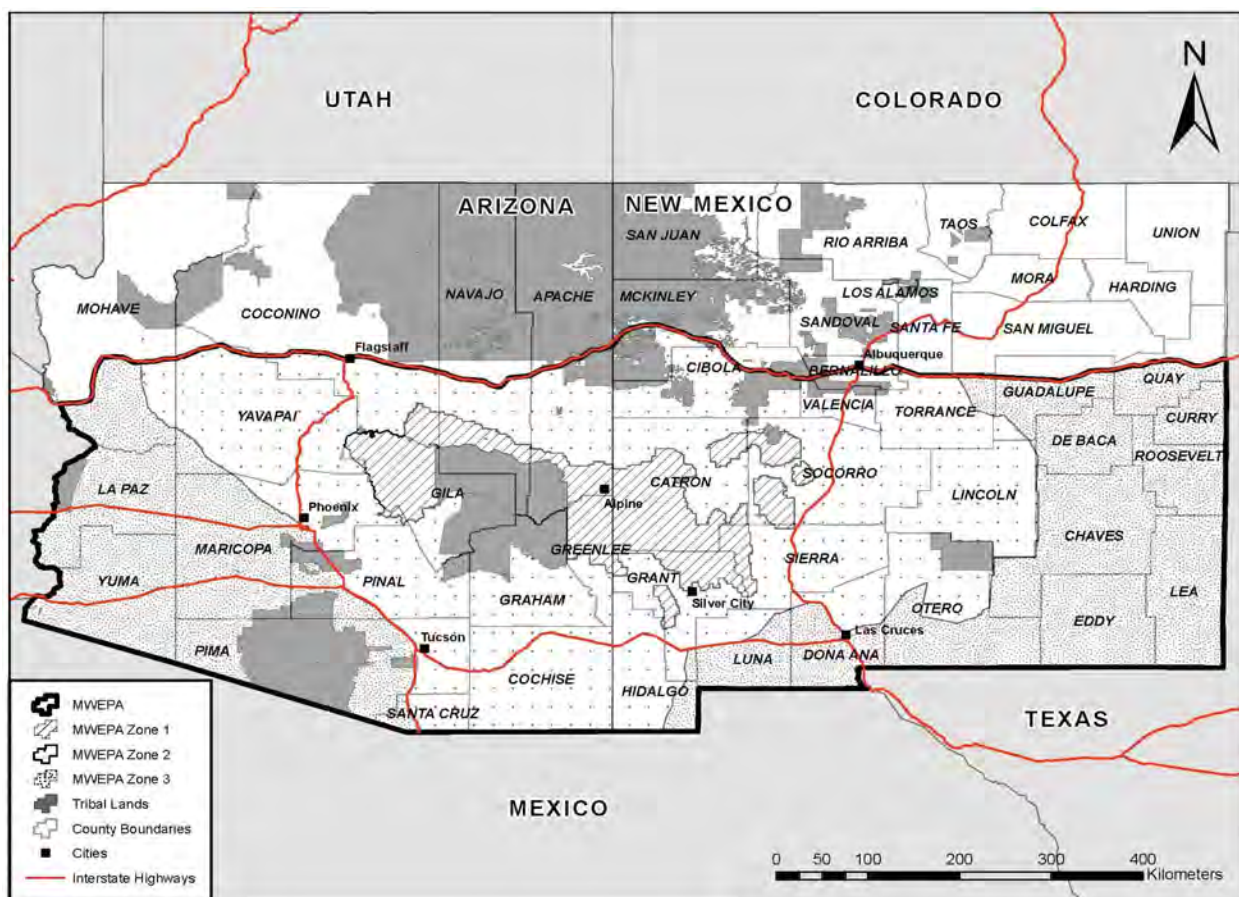 N
UTAH
COLORADO
ARIZONA
NEW MEXICO
SAN JUAN
TAOS
COLFAX
UNION
RIO ARRIBA
MORA
HARDING
MOHAVE
COCONINO
NAVAJO
APACHE
MCKINLEY
LOS ALAMOS
SANDOVAL
SANTA FE
SAN MIGUEL
Flagstaff
Albuquerque
CIBOLA
BERNALILLO
GUADALUPE
QUAY
YAVAPAI
VALENCIA
TORRANCE
CURRY
DE BACA
ROOSEVELT
LA PAZ
GILA
Alpine
CATRON
SOCORRO
LINCOLN
Phoenix
MARICOPA
GREENLEE
CHAVES
YUMA
PINAL
GRAHAM
GRANT
SIERRA
Silver City
OTERO
LEA
EDDY
PIMA
Tucson
Las Cruces
LUNA
DONA ANA
COCHISE
HIDALGO
SANTA CRUZ
TEXAS
MEXICO
MWEPA
MWEPA Zone 1
MWEPA Zone 2
MWEPA Zone 3
Tribal Lands
County Boundaries
Cities
Interstate Highways
0 50 100 200 300 400
Kilometers